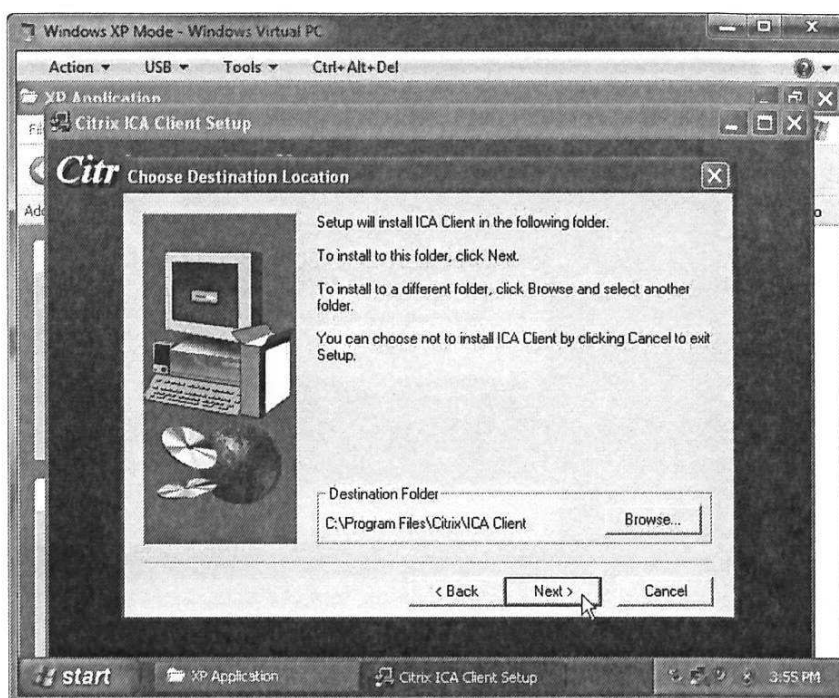 Windows XP Mode - Windows Virtual PC
Action USB Tools Ctrl+Alt+Del
XP Application
Citrix ICA Client Setup
Citr
Choose Destination Location
Setup will install ICA Client in the following folder.
To install to this folder, click Next.
To install to a different folder, click Browse and select another
folder.
You can choose not to install ICA Client by clicking Cancel to exit
Setup.
Destination Folder
C:\Program Files\Citrix\ICA Client Browse...
< Back Next > Cancel
start XP Application Citrix ICA Client Setup 3:55 PM